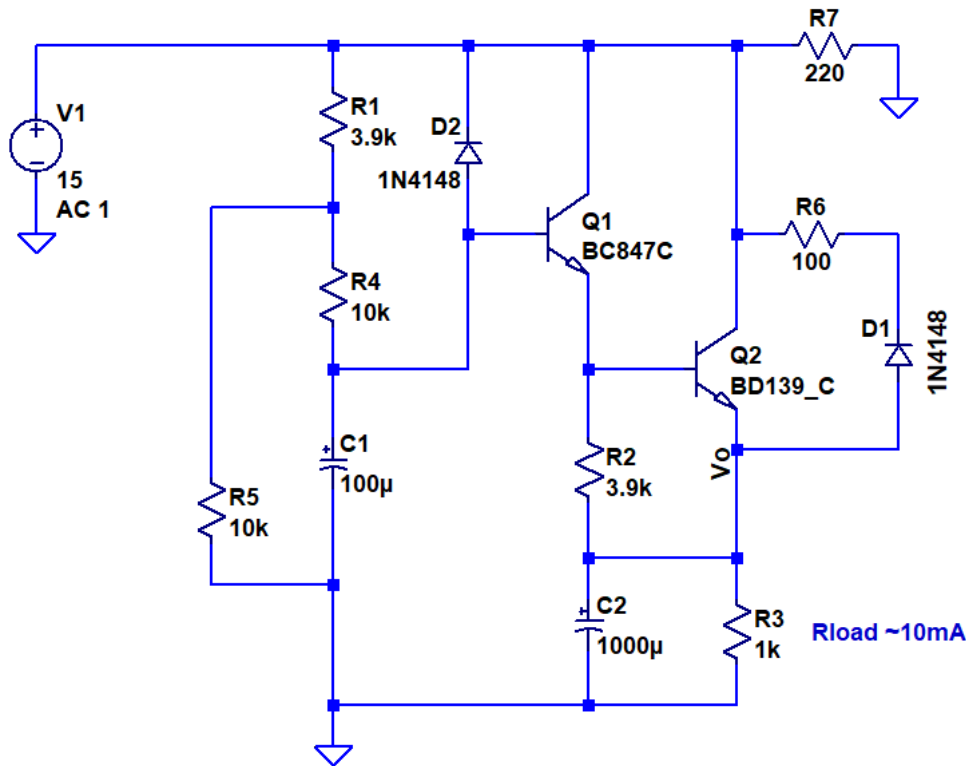 R7
220
V1
15
AC 1
R1
3.9k
D2
1N4148
Q1
BC847C
R6
100
R4
10k
D1
1N4148
Q2
BD139_C
C1
100µ
R2
3.9k
Vo
R5
10k
C2
1000µ
R3
1k
Rload ~10mA